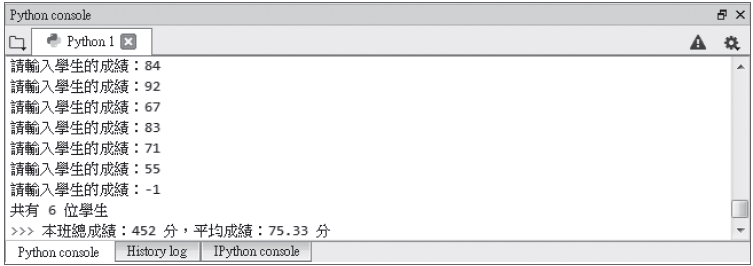 Python console
Python 1
請輸入學生的成績：84
請輸入學生的成績：92
請輸入學生的成績：67
請輸入學生的成績：83
請輸入學生的成績：71
請輸入學生的成績：55
請輸入學生的成績：-1
共有 6 位學生
>>> 本班總成績：452 分，平均成績：75.33 分
Python console History log IPython console